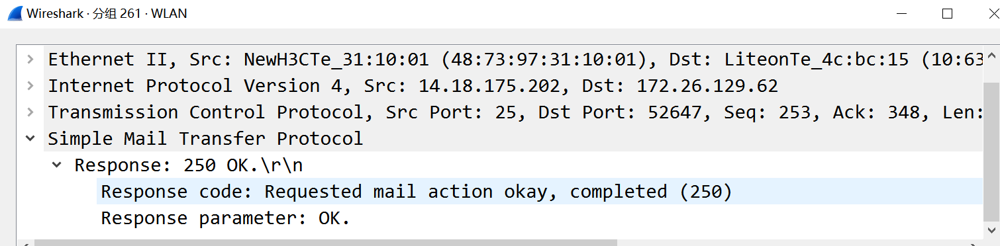 Wireshark · 分组 261 · WLAN
Ethernet II, Src: NewH3CTe_31:10:01 (48:73:97:31:10:01), Dst: LiteonTe_4c:bc:15 (10:63
Internet Protocol Version 4, Src: 14.18.175.202, Dst: 172.26.129.62
Transmission Control Protocol, Src Port: 25, Dst Port: 52647, Seq: 253, Ack: 348, Len:
Simple Mail Transfer Protocol
Response: 250 OK.\r\n
Response code: Requested mail action okay, completed (250)
Response parameter: OK.